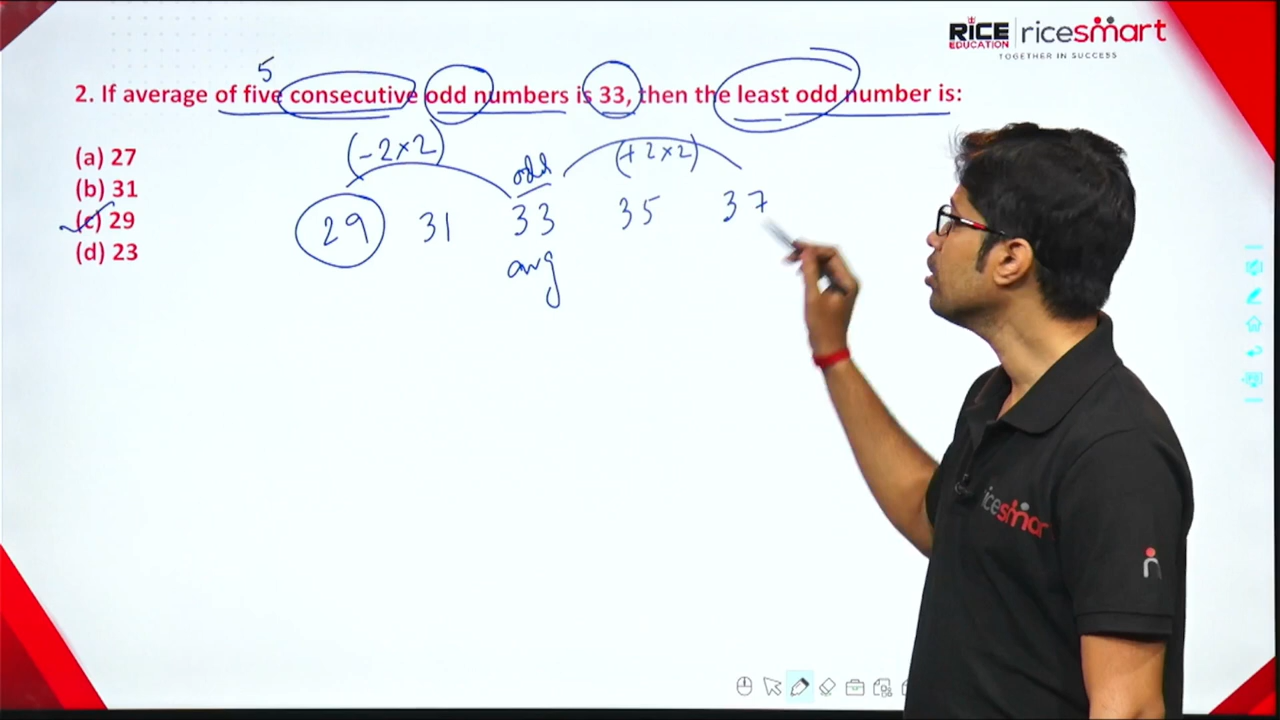 RICE EDUCATION ricesmart
TOGETHER IN SUCCESS
5
2. If average of five consecutive odd numbers is 33, then the least odd number is:
(a) 27
(b) 31
(c) 29
(d) 23
(-2×2) odd (+2×2)
29 31 33 35 37
avg
ricesmart